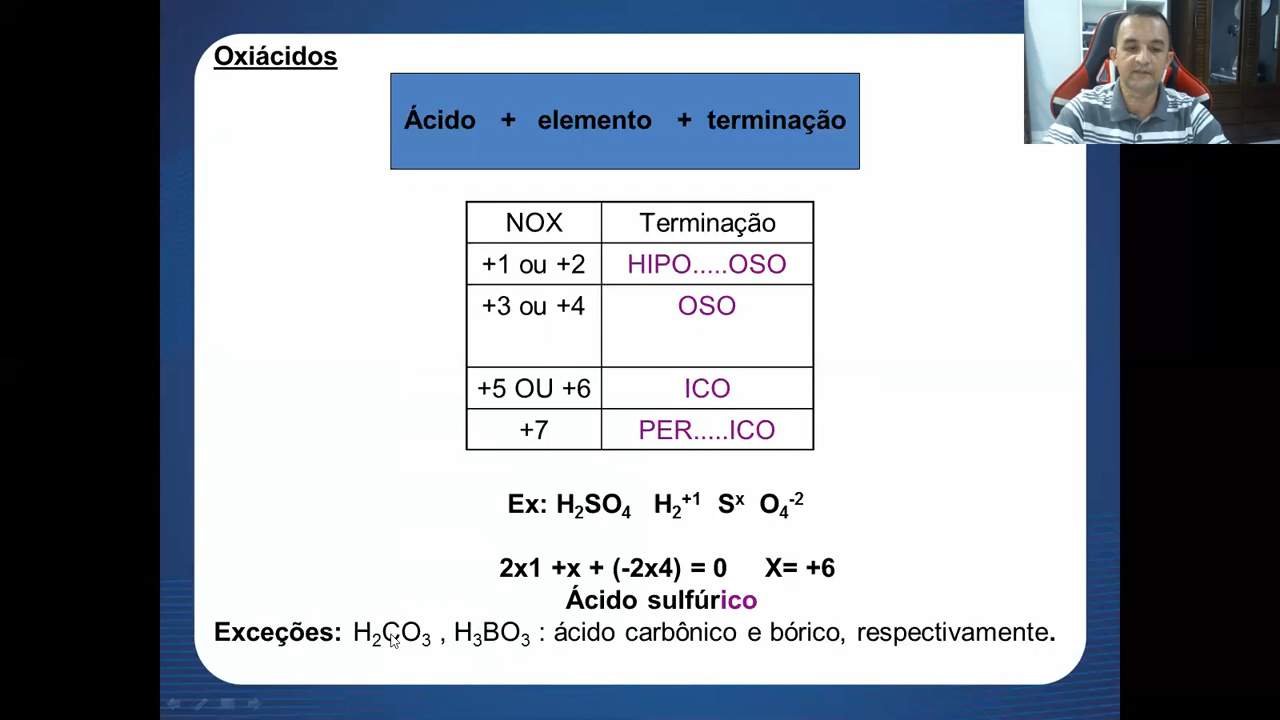 Oxiácidos
Ácido + elemento + terminação
NOX Terminação
+1 ou +2 HIPO.....OSO
+3 ou +4 OSO
+5 OU +6 ICO
+7 PER.....ICO
Ex: H₂SO₄ H₂⁺¹ Sˣ O₄⁻²
2x1 +x + (-2x4) = 0 X= +6
Ácido sulfúrico
Exceções: H₂CO₃ , H₃BO₃ : ácido carbônico e bórico, respectivamente.